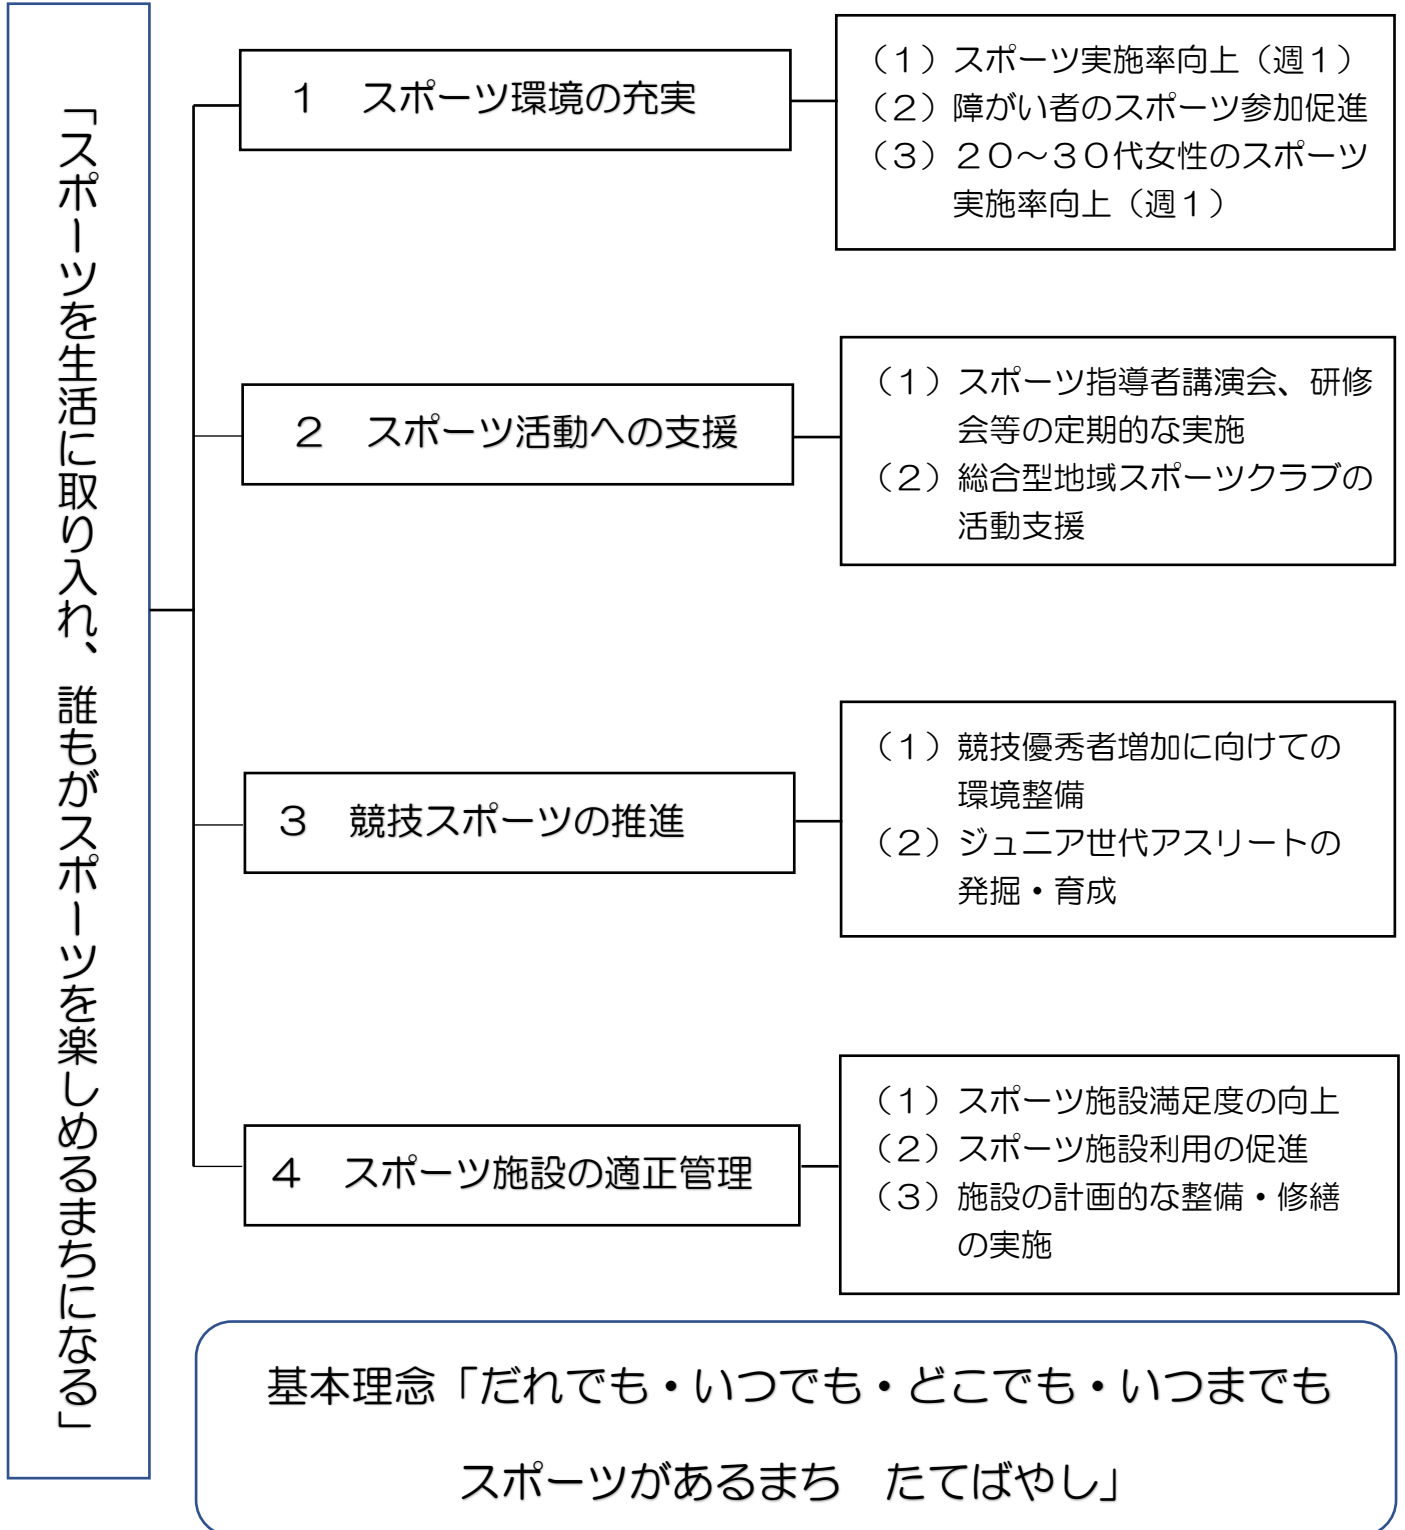 「スポーツを生活に取り入れ、誰もがスポーツを楽しめるまちになる」
１　スポーツ環境の充実
（１）スポーツ実施率向上（週１）
（２）障がい者のスポーツ参加促進
（３）２０～３０代女性のスポーツ
実施率向上（週１）
２　スポーツ活動への支援
（１）スポーツ指導者講演会、研修
会等の定期的な実施
（２）総合型地域スポーツクラブの
活動支援
３　競技スポーツの推進
（１）競技優秀者増加に向けての
環境整備
（２）ジュニア世代アスリートの
発掘・育成
４　スポーツ施設の適正管理
（１）スポーツ施設満足度の向上
（２）スポーツ施設利用の促進
（３）施設の計画的な整備・修繕
の実施
基本理念「だれでも・いつでも・どこでも・いつまでも
スポーツがあるまち　たてばやし」